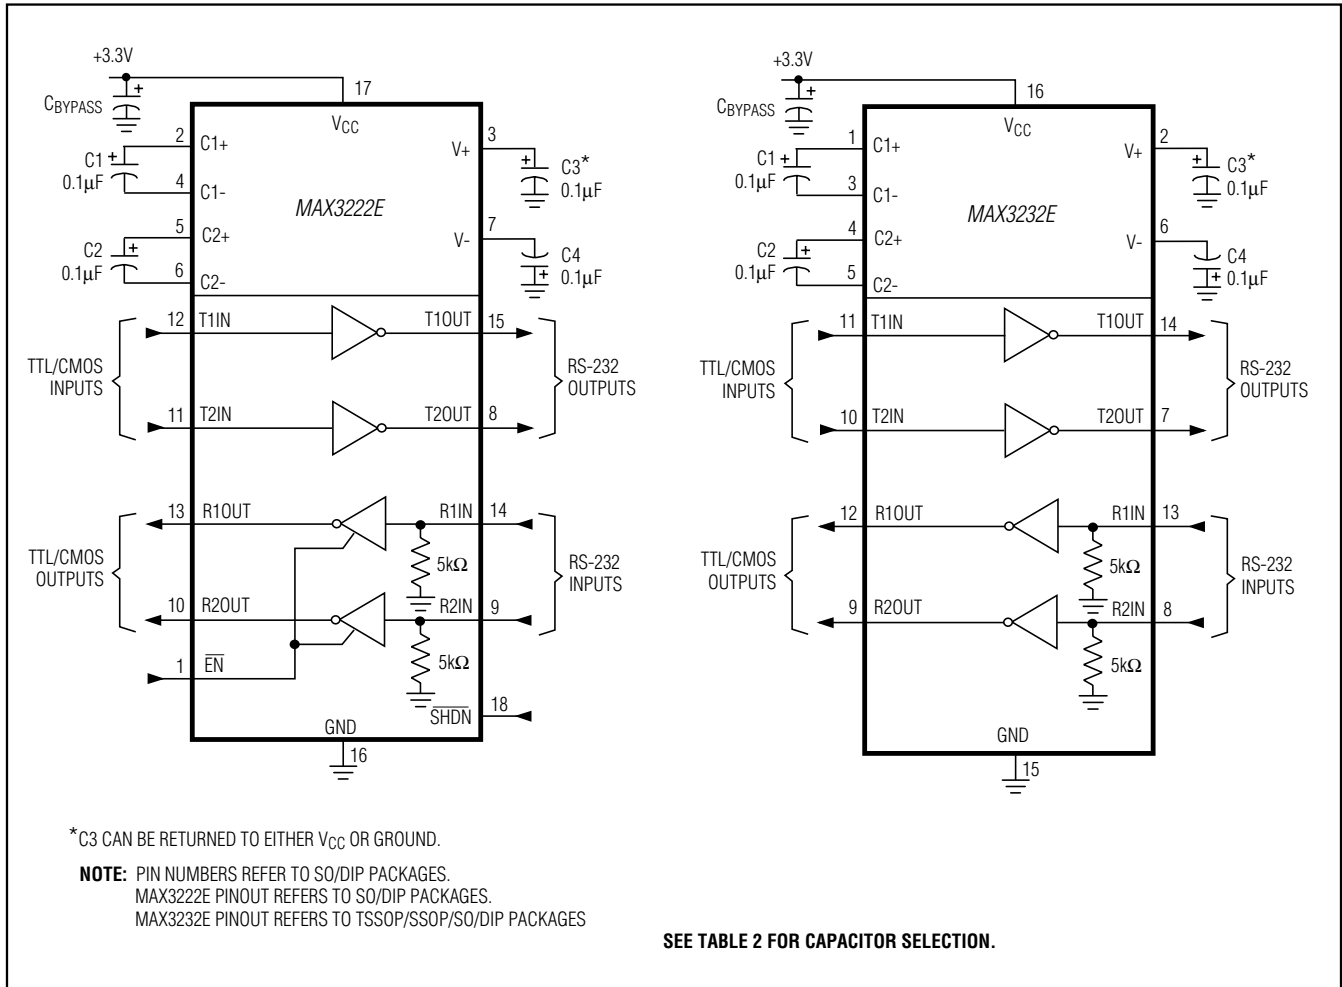 +3.3V
17
CBYPASS
VCC
2
C1+
C1
0.1µF
4
C1-
5
C2+
C2
0.1µF
6
C2-
MAX3222E
3
V+
C3*
0.1µF
7
V-
C4
0.1µF
12
T1IN
T1OUT
15
TTL/CMOS
INPUTS
RS-232
OUTPUTS
11
T2IN
T2OUT
8
13
R1OUT
R1IN
14
TTL/CMOS
OUTPUTS
5kΩ
RS-232
INPUTS
10
R2OUT
R2IN
9
1
EN
5kΩ
SHDN
18
GND
16
+3.3V
16
CBYPASS
VCC
1
C1+
C1
0.1µF
3
C1-
4
C2+
C2
0.1µF
5
C2-
MAX3232E
2
V+
C3*
0.1µF
6
V-
C4
0.1µF
11
T1IN
T1OUT
14
TTL/CMOS
INPUTS
RS-232
OUTPUTS
10
T2IN
T2OUT
7
12
R1OUT
R1IN
13
TTL/CMOS
OUTPUTS
5kΩ
RS-232
INPUTS
9
R2OUT
R2IN
8
5kΩ
GND
15
*C3 CAN BE RETURNED TO EITHER VCC OR GROUND.
NOTE: PIN NUMBERS REFER TO SO/DIP PACKAGES.
MAX3222E PINOUT REFERS TO SO/DIP PACKAGES.
MAX3232E PINOUT REFERS TO TSSOP/SSOP/SO/DIP PACKAGES
SEE TABLE 2 FOR CAPACITOR SELECTION.